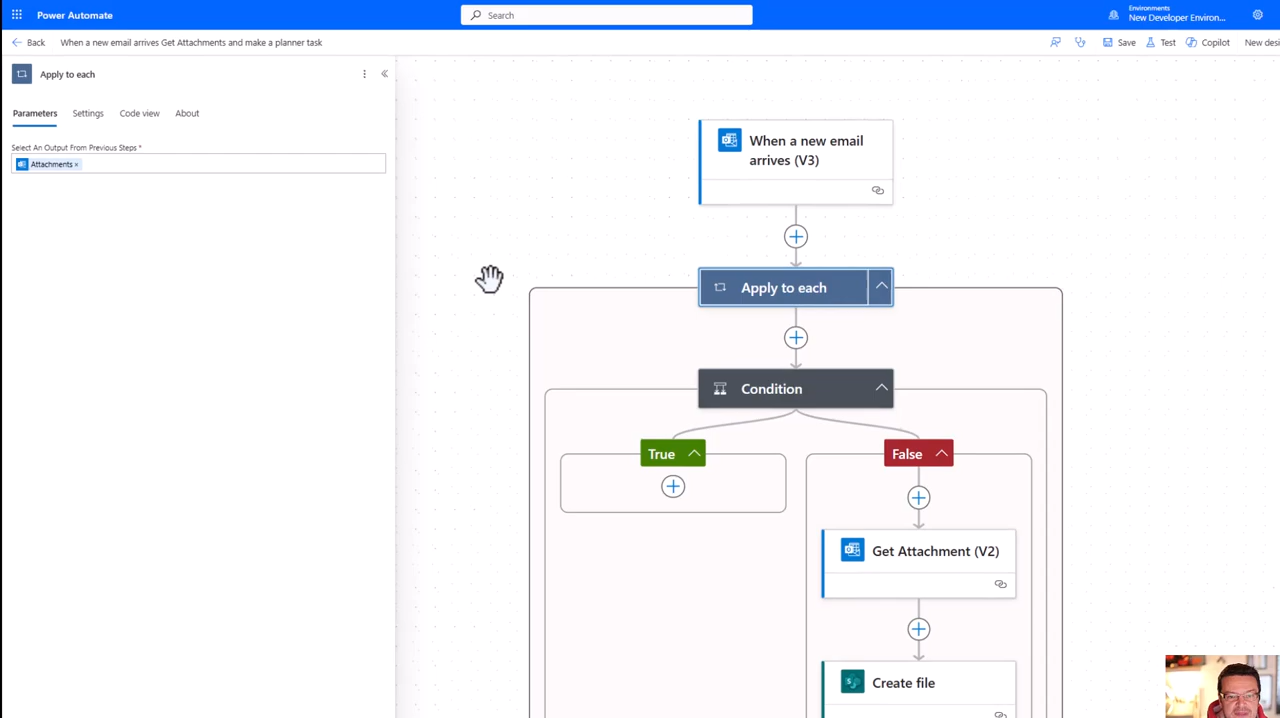 Power Automate
Search
Environments
New Developer Environ...
Back
When a new email arrives Get Attachments and make a planner task
Save
Test
Copilot
New desi
Apply to each
Parameters
Settings
Code view
About
Select An Output From Previous Steps *
Attachments ×
When a new email
arrives (V3)
Apply to each
Condition
True
False
Get Attachment (V2)
Create file